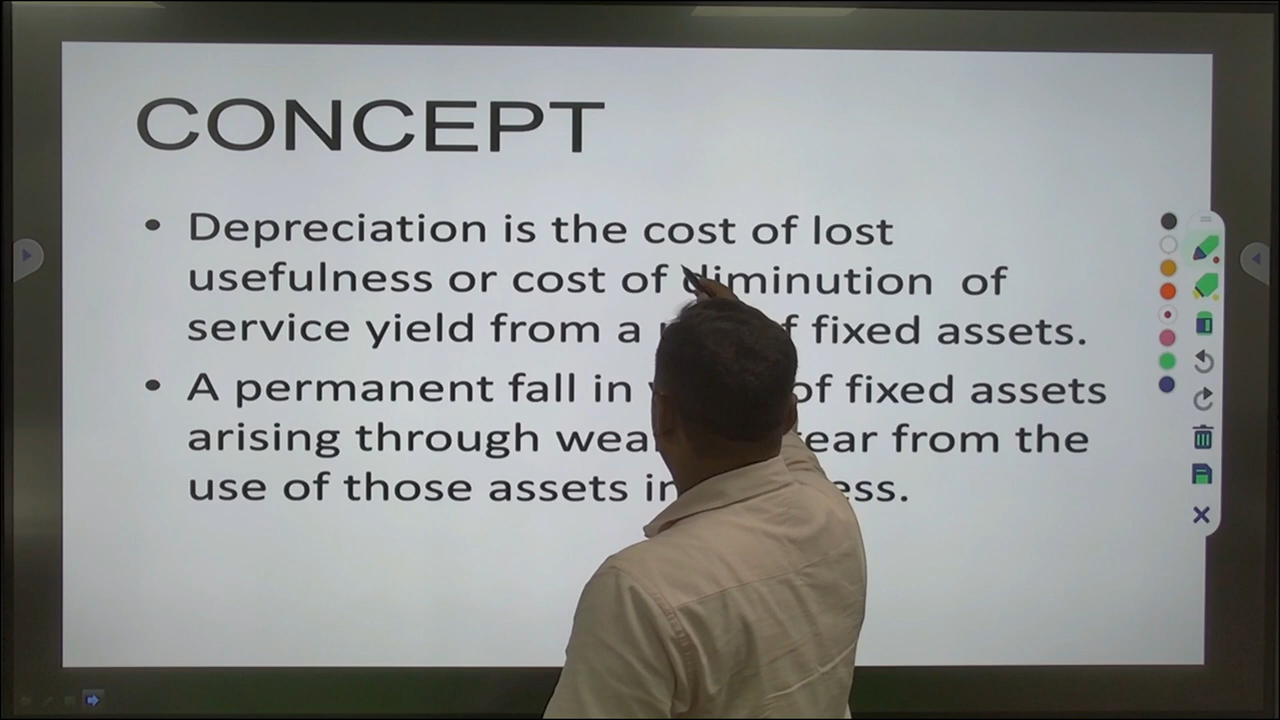 CONCEPT
• Depreciation is the cost of lost
usefulness or cost of diminution of
service yield from a f fixed assets.
• A permanent fall in of fixed assets
arising through wea ear from the
use of those assets in ess.